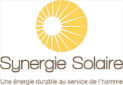 Synergie Solaire
Une énergie durable au service de l'homme